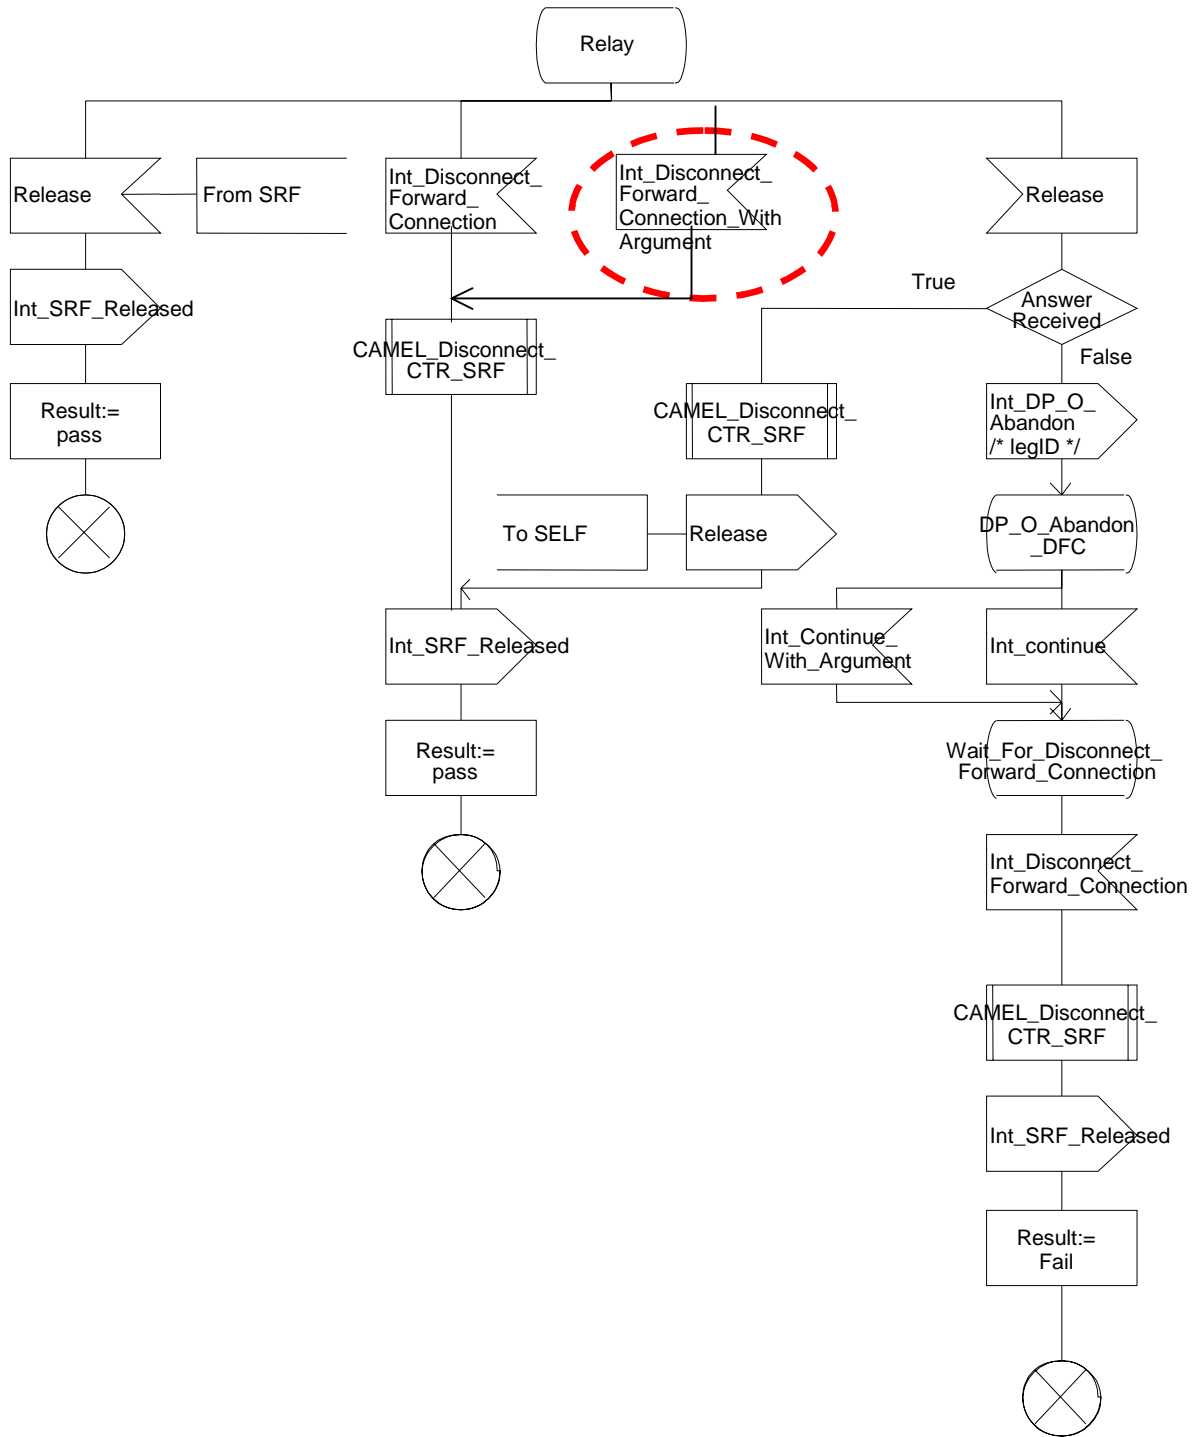 Relay
Release
From SRF
Int_Disconnect_
Forward_
Connection
Int_Disconnect_
Forward_
Connection_With
Argument
Release
Int_SRF_Released
True
Answer
Received
False
CAMEL_Disconnect_
CTR_SRF
Result:=
pass
CAMEL_Disconnect_
CTR_SRF
Int_DP_O_
Abandon
/* legID */
To SELF
Release
DP_O_Abandon
_DFC
Int_SRF_Released
Int_Continue_
With_Argument
Int_continue
Result:=
pass
Wait_For_Disconnect_
Forward_Connection
Int_Disconnect_
Forward_Connection
CAMEL_Disconnect_
CTR_SRF
Int_SRF_Released
Result:=
Fail